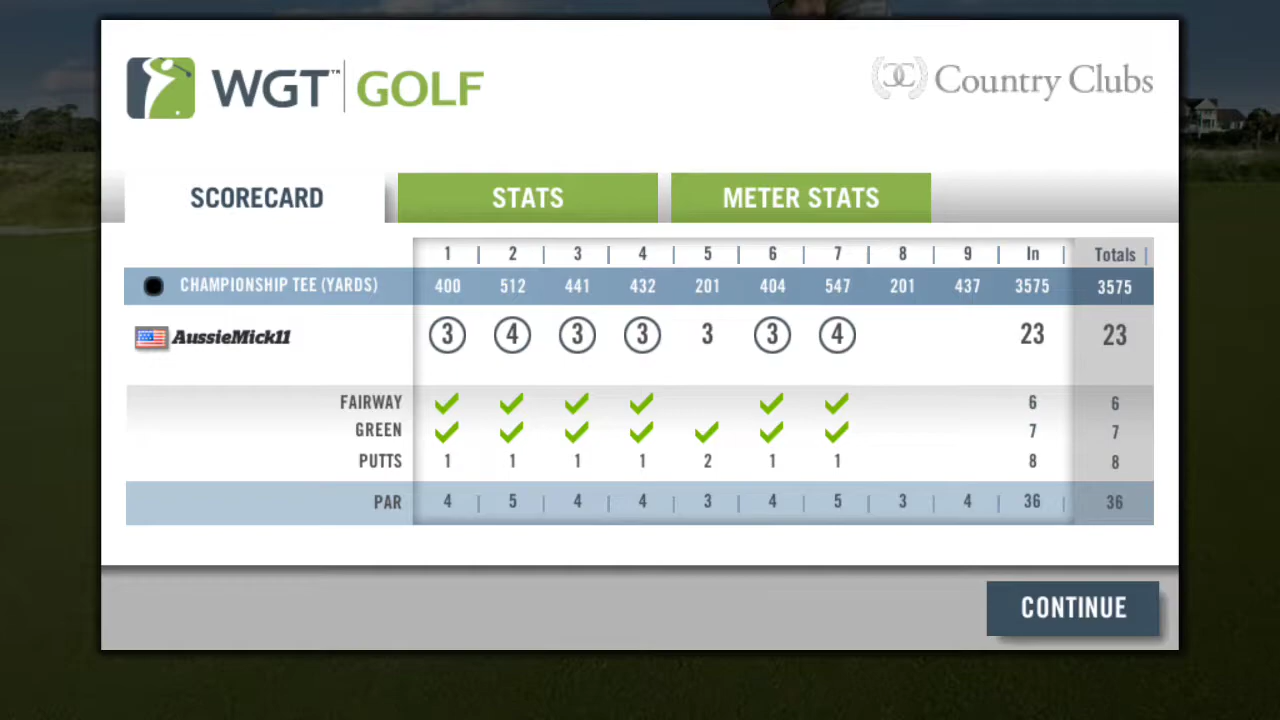 WGT™ | GOLF
Country Clubs
SCORECARD STATS METER STATS
1 | 2 | 3 | 4 | 5 | 6 | 7 | 8 | 9 | In | Totals |
CHAMPIONSHIP TEE (YARDS) 400 512 441 432 201 404 547 201 437 3575 3575
AussieMick11 3 4 3 3 3 3 4 23 23
FAIRWAY 6 6
GREEN 7 7
PUTTS 1 1 1 1 2 1 1 8 8
PAR 4 | 5 | 4 | 4 | 3 | 4 | 5 | 3 | 4 | 36 | 36
CONTINUE